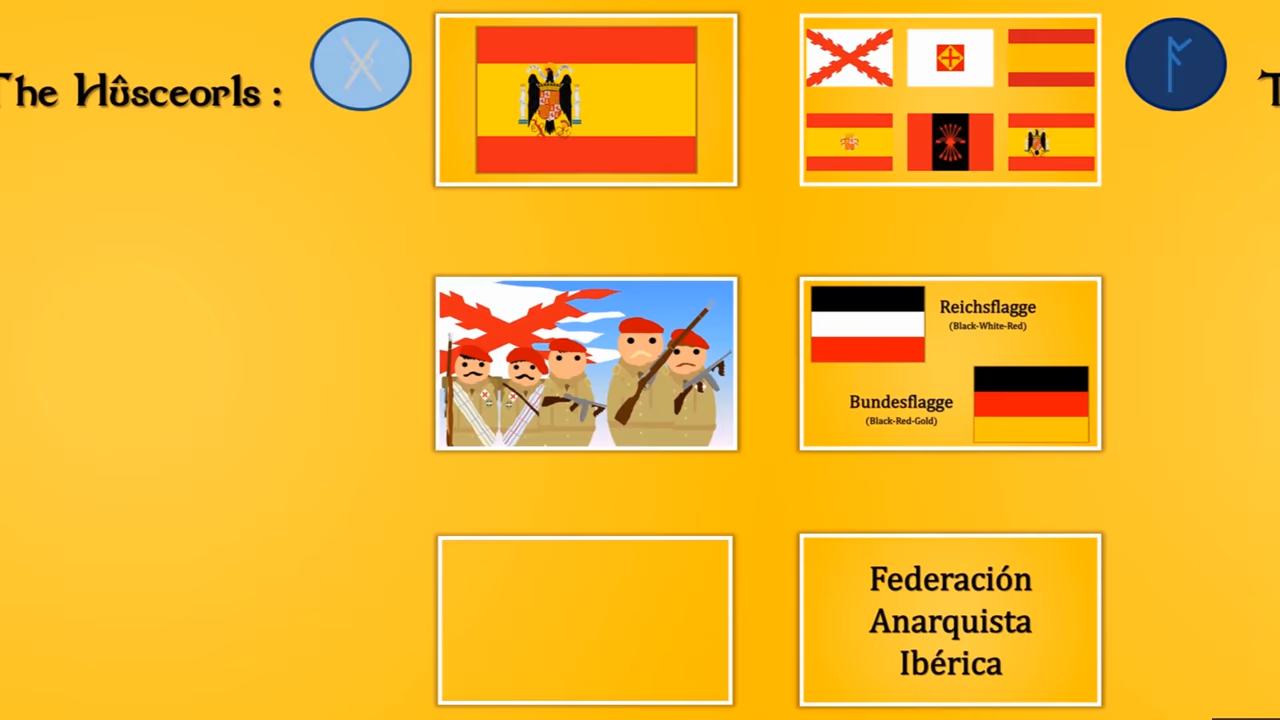 The Hûsceorls :
Reichsflagge
(Black-White-Red)
Bundesflagge
(Black-Red-Gold)
Federación
Anarquista
Ibérica